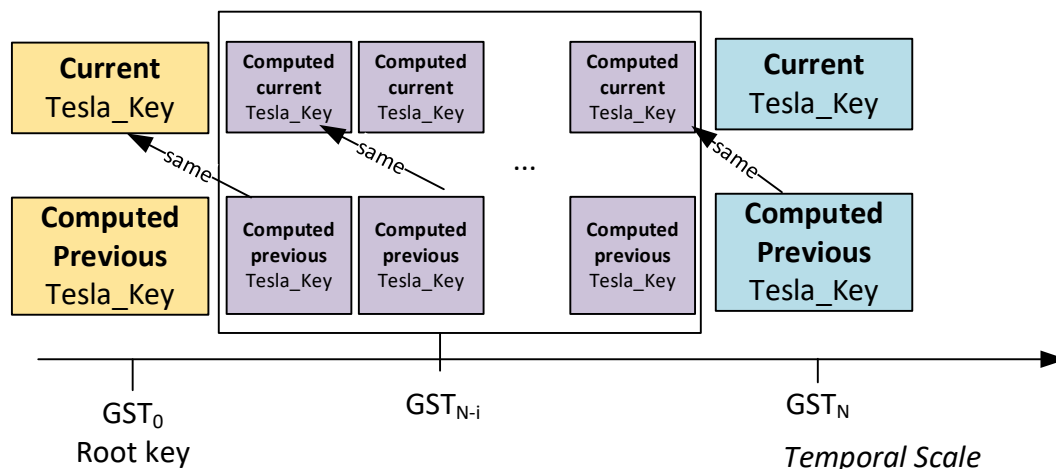 Current
Tesla_Key
Computed
current
Tesla_Key
Computed
current
Tesla_Key
Computed
current
Tesla_Key
Current
Tesla_Key
same
same
...
same
Computed
Previous
Tesla_Key
Computed
previous
Tesla_Key
Computed
previous
Tesla_Key
Computed
previous
Tesla_Key
Computed
Previous
Tesla_Key
GST0
Root key
GSTN-i
GSTN
Temporal Scale